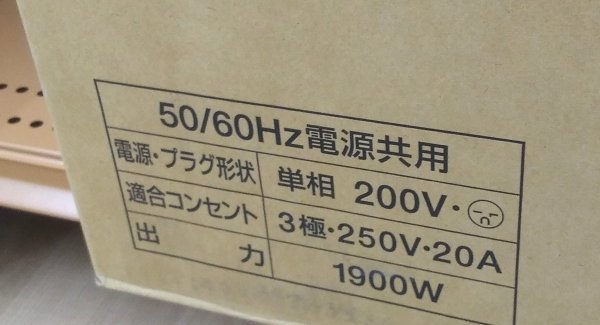 50/60Hz電源共用
電源・プラグ形状 単相 200V・
適合コンセント 3極・250V・20A
出力 1900W